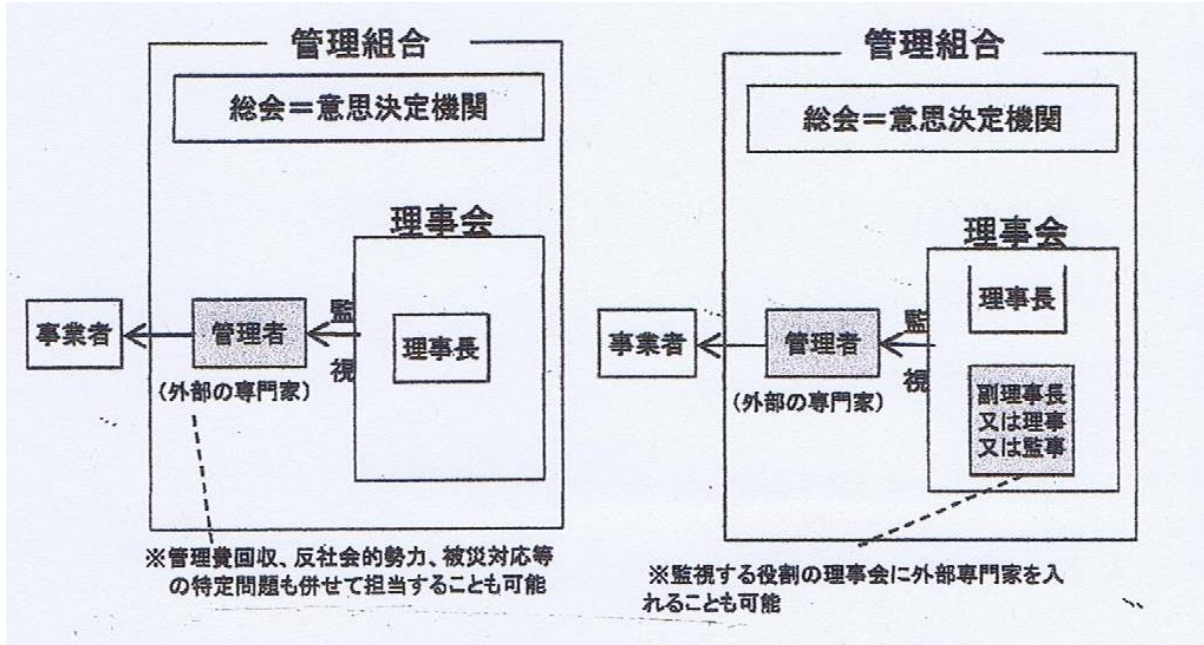 管理組合
総会＝意思決定機関
理事会
事業者
管理者
監
視
理事長
(外部の専門家)
※管理費回収、反社会的勢力、被災対応等
の特定問題も併せて担当することも可能
管理組合
総会＝意思決定機関
理事会
理事長
事業者
管理者
監
視
(外部の専門家)
副理事長
又は理事
又は監事
※監視する役割の理事会に外部専門家を入
れることも可能